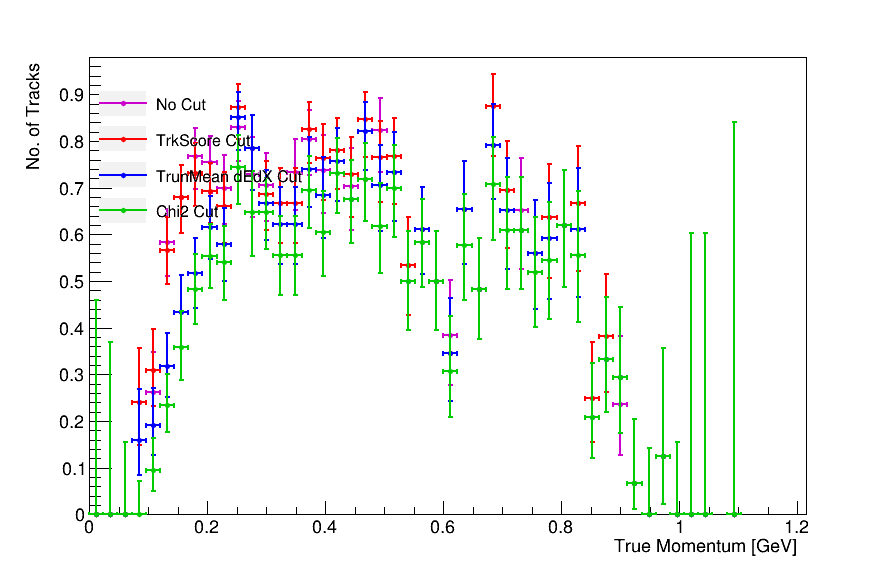 No. of Tracks
0.9
0.8
0.7
0.6
0.5
0.4
0.3
0.2
0.1
0
No Cut
TrkScore Cut
TrunMean dEdX Cut
Chi2 Cut
0 0.2 0.4 0.6 0.8 1 1.2
True Momentum [GeV]